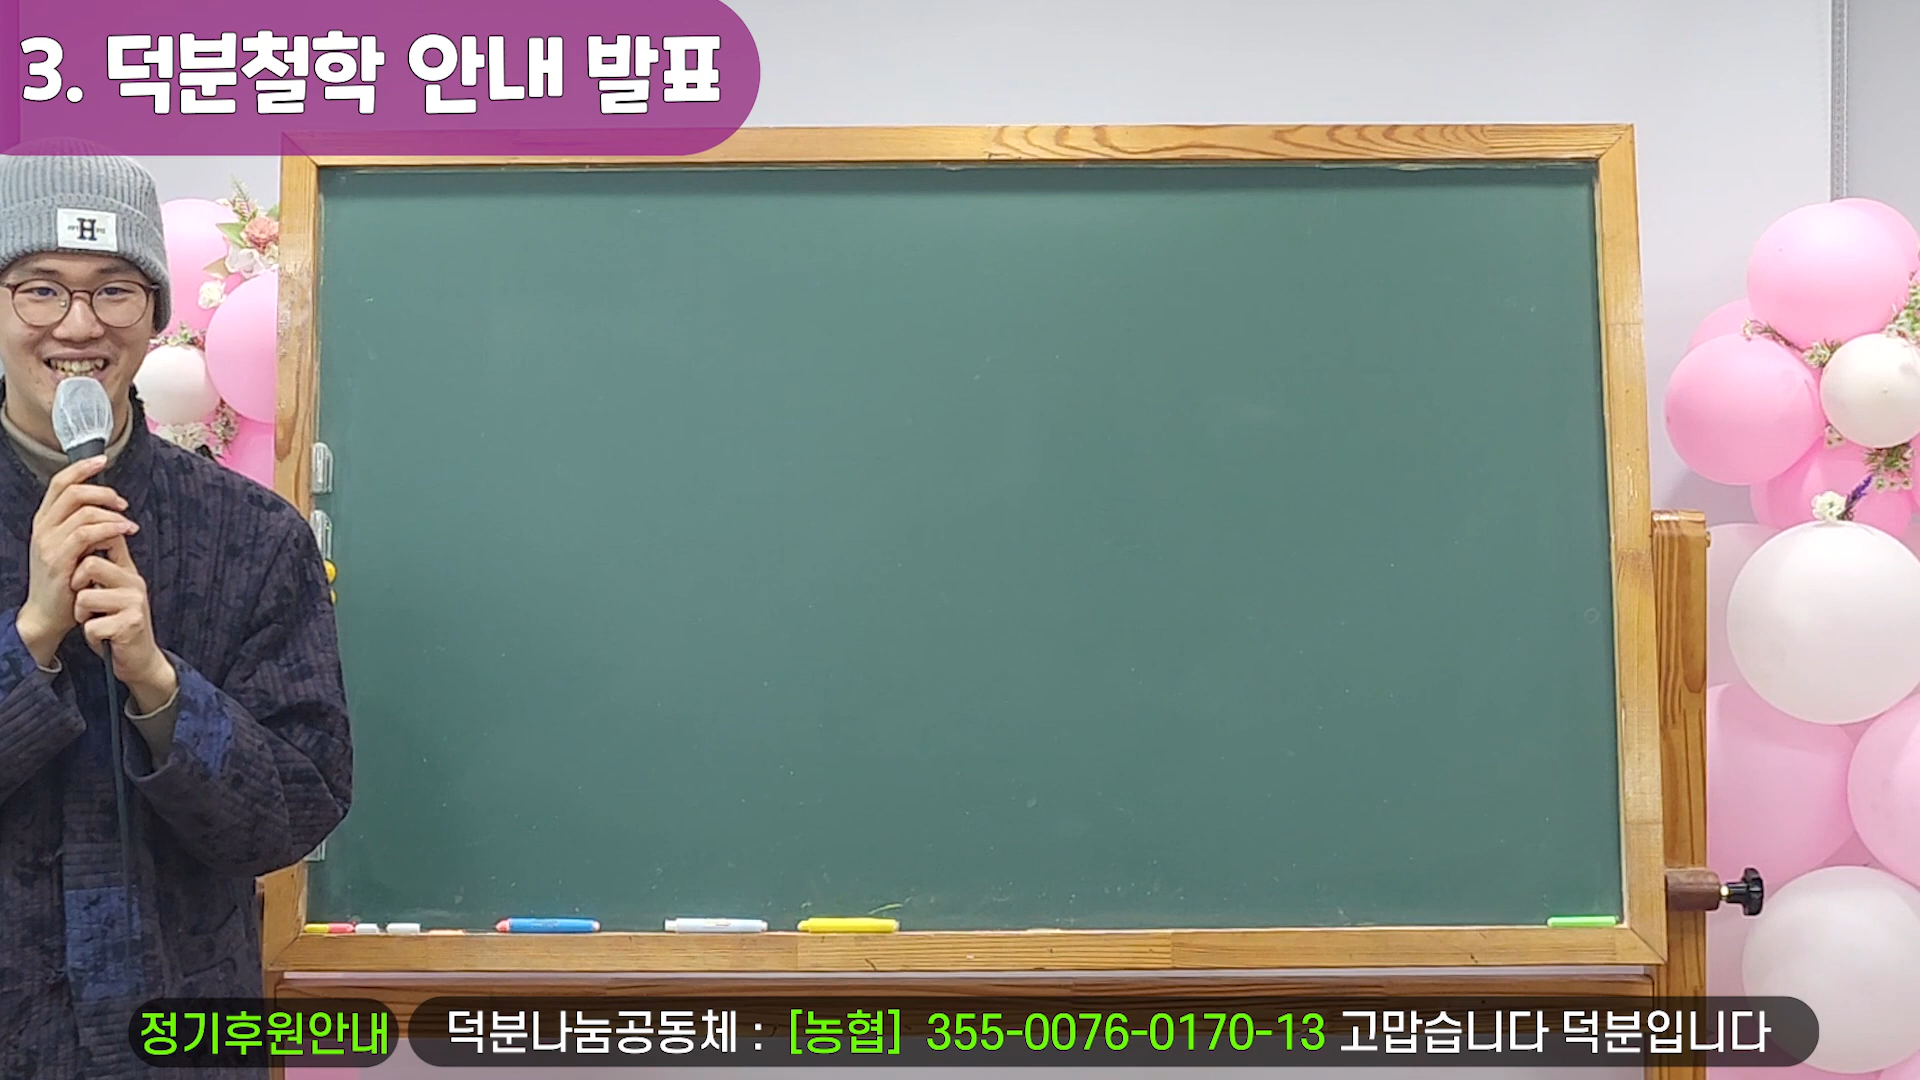 3. 덕분철학 안내 발표
H
정기후원안내 덕분나눔공동체 : [농협] 355-0076-0170-13 고맙습니다 덕분입니다